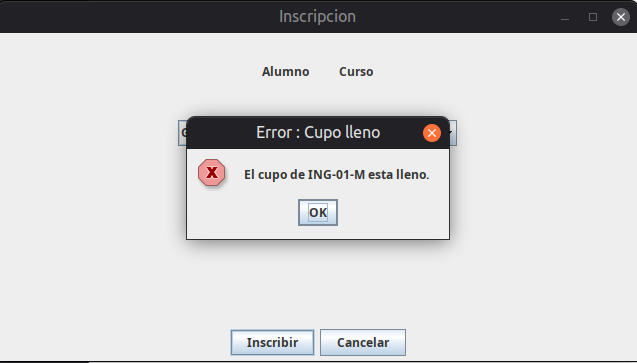 Inscripcion
Alumno Curso
Error : Cupo lleno
El cupo de ING-01-M esta lleno.
OK
Inscribir Cancelar